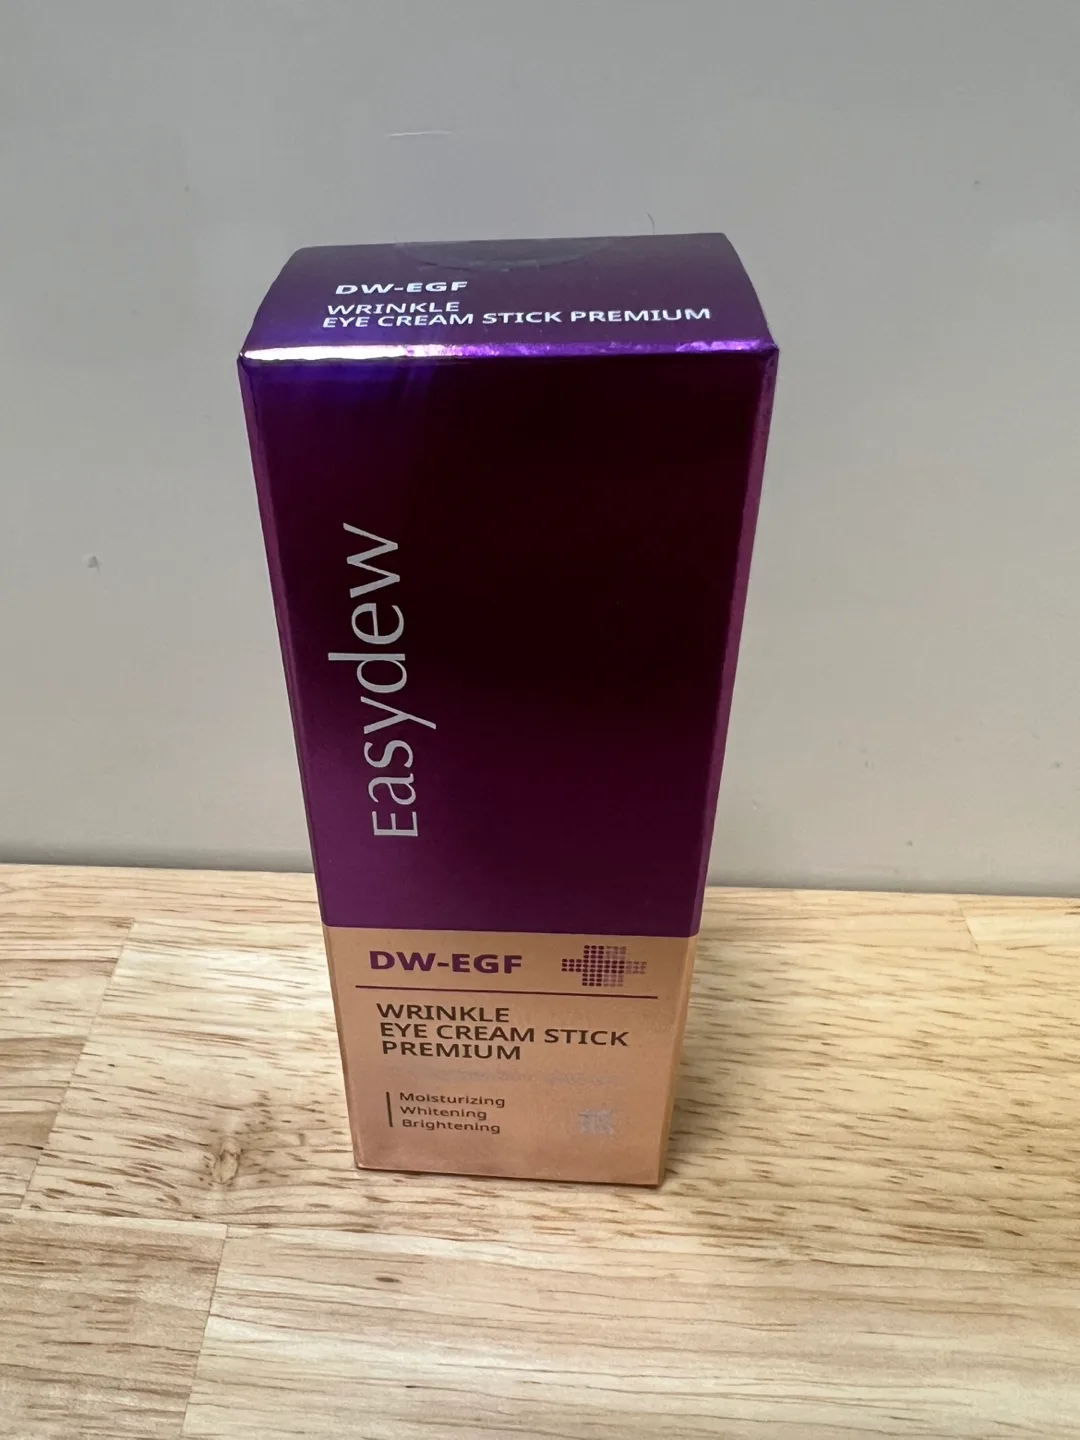 DW-EGF
WRINKLE
EYE CREAM STICK PREMIUM
Easydew
DW-EGF
WRINKLE
EYE CREAM STICK
PREMIUM
Moisturizing
Whitening
Brightening